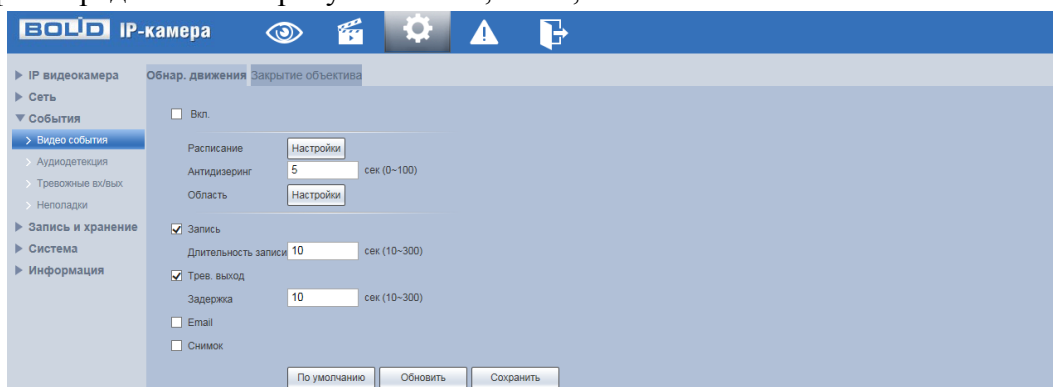 BOLID IP-камера
IP видеокамера
Сеть
События
Видео события
Аудиодетекция
Тревожные вх/вых
Неполадки
Запись и хранение
Система
Информация
Обнар. движения Закрытие объектива
Вкл.
Расписание Настройки
Антидизеринг 5 сек (0~100)
Область Настройки
Запись
Длительность записи 10 сек (10~300)
Трев. выход
Задержка 10 сек (10~300)
Email
Снимок
По умолчанию Обновить Сохранить